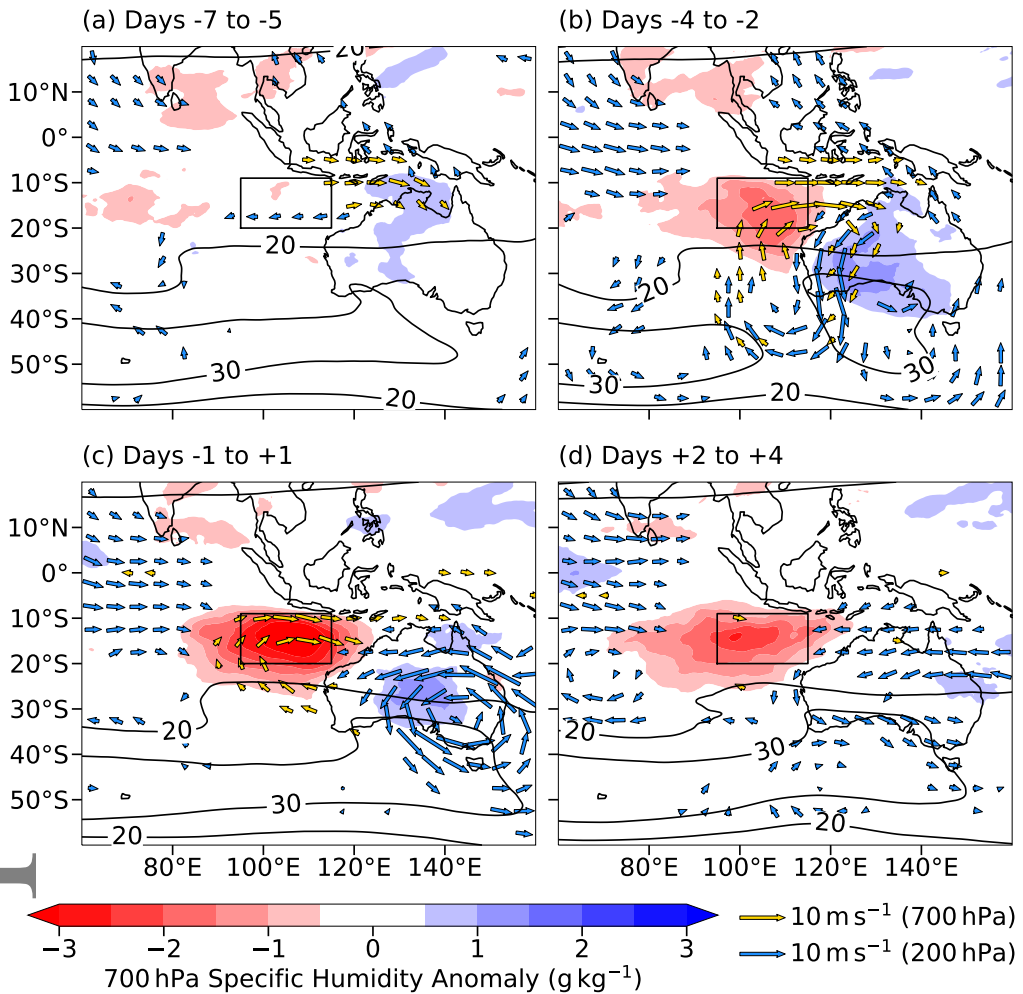 (a) Days -7 to -5
(b) Days -4 to -2
20
10°N
0°
10°S
20°S
30°S
40°S
50°S
20
30
20
20
30
30
20
(c) Days -1 to +1
(d) Days +2 to +4
10°N
0°
10°S
20°S
30°S
40°S
50°S
20
30
20
20
30
20
80°E 100°E 120°E 140°E
80°E 100°E 120°E 140°E
−3 −2 −1 0 1 2 3
700 hPa Specific Humidity Anomaly (g kg⁻¹)
10 m s⁻¹ (700 hPa)
10 m s⁻¹ (200 hPa)